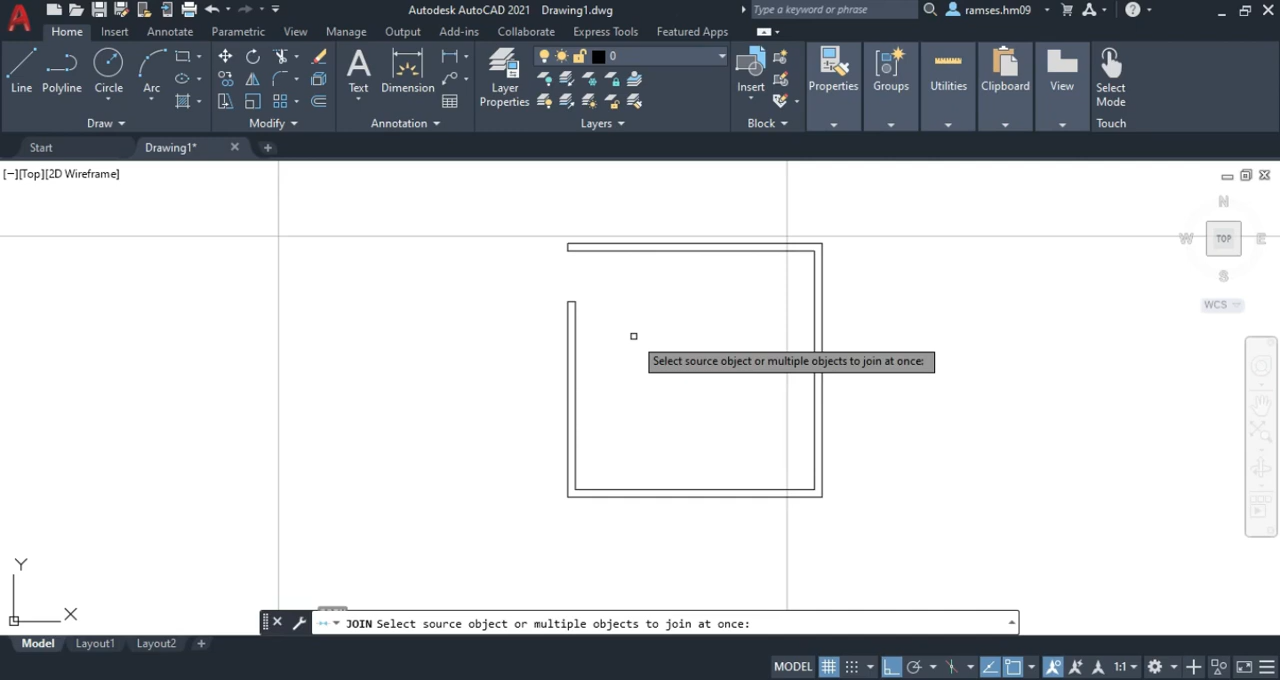 A Autodesk AutoCAD 2021 Drawing1.dwg Type a keyword or phrase ramses.hm09 ?
Home Insert Annotate Parametric View Manage Output Add-ins Collaborate Express Tools Featured Apps
0
Line Polyline Circle Arc
A Text Dimension
Layer Properties
Insert
Properties Groups Utilities Clipboard View Select Mode
Draw Modify Annotation Layers Block Touch
Start Drawing1* +
[−][Top][2D Wireframe]
N
W TOP E
S
WCS
Select source object or multiple objects to join at once:
Y
X
JOIN Select source object or multiple objects to join at once:
Model Layout1 Layout2 +
MODEL 1:1